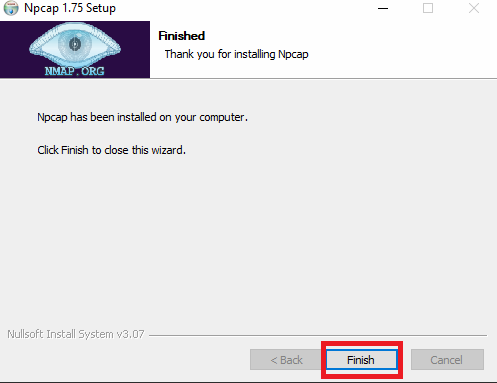 Npcap 1.75 Setup
Finished
Thank you for installing Npcap
NMAP.ORG
Npcap has been installed on your computer.
Click Finish to close this wizard.
Nullsoft Install System v3.07
< Back
Finish
Cancel